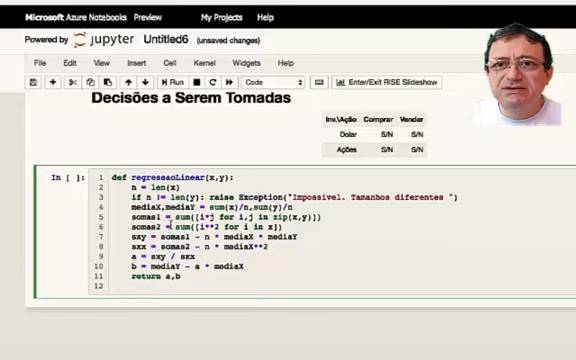 Microsoft Azure Notebooks Preview My Projects Help
Powered by jupyter Untitled6 (unsaved changes)
File Edit View Insert Cell Kernel Widgets Help
Run Code Enter/Exit RISE Slideshow
Decisões a Serem Tomadas
Inv.\Ação Comprar Vender
Dolar S/N S/N
Ações S/N S/N
In [ ]: 1 def regressaoLinear(x,y):
2 n = len(x)
3 if n != len(y): raise Exception("Impossivel. Tamanhos diferentes ")
4 mediaX,mediaY = sum(x)/n,sum(y)/n
5 somas1 = sum([i*j for i,j in zip(x,y)])
6 somas2 = sum([i**2 for i in x])
7 sxy = somas1 - n * mediaX * mediaY
8 sxx = somas2 - n * mediaX**2
9 a = sxy / sxx
10 b = mediaY - a * mediaX
11 return a,b
12